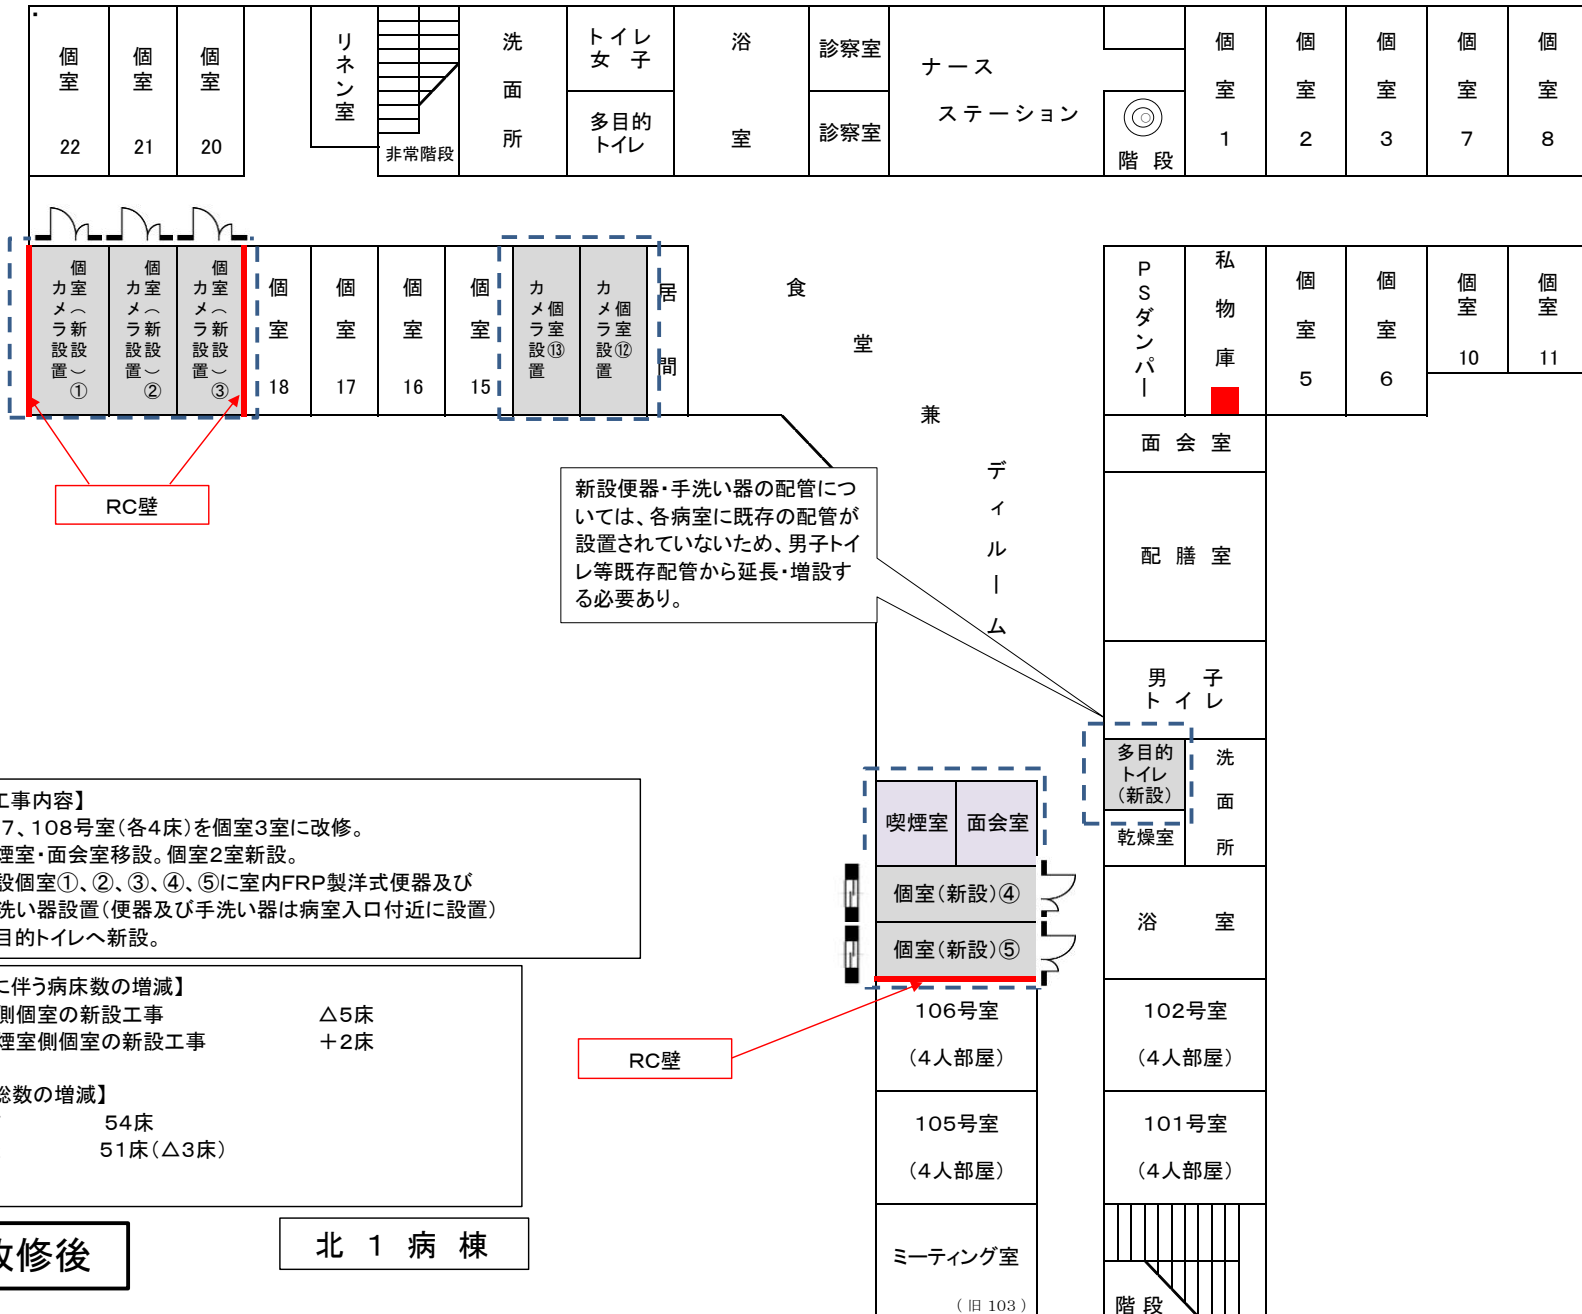 個室 22
個室 21
個室 20
リネン室
非常階段
洗面所
トイレ
女子
多目的
トイレ
浴室
診察室
診察室
ナース
ステーション
階段
個室 1
個室 2
個室 3
個室 7
個室 8
個室(新設)①
カメラ設置
個室(新設)②
カメラ設置
個室(新設)③
カメラ設置
個室 18
個室 17
個室 16
個室 15
個室⑬
カメラ設置
個室⑫
カメラ設置
居間
食堂兼ディルーム
PSダンパー
私物庫
個室 5
個室 6
個室 10
個室 11
RC壁
面会室
新設便器・手洗い器の配管につ
いては、各病室に既存の配管が
設置されていないため、男子トイ
レ等既存配管から延長・増設す
る必要あり。
配膳室
男子
トイレ
多目的
トイレ
(新設)
洗面所
乾燥室
喫煙室
面会室
個室(新設)④
個室(新設)⑤
浴室
工事内容】
7、108号室(各4床)を個室3室に改修。
煙室・面会室移設。個室2室新設。
設個室①、②、③、④、⑤に室内FRP製洋式便器及び
洗い器設置(便器及び手洗い器は病室入口付近に設置)
目的トイレへ新設。
に伴う病床数の増減】
側個室の新設工事 △5床
煙室側個室の新設工事 +2床
総数の増減】
54床
51床(△3床)
RC壁
106号室
(4人部屋)
102号室
(4人部屋)
105号室
(4人部屋)
101号室
(4人部屋)
改修後
北1病棟
ミーティング室
(旧103)
階段